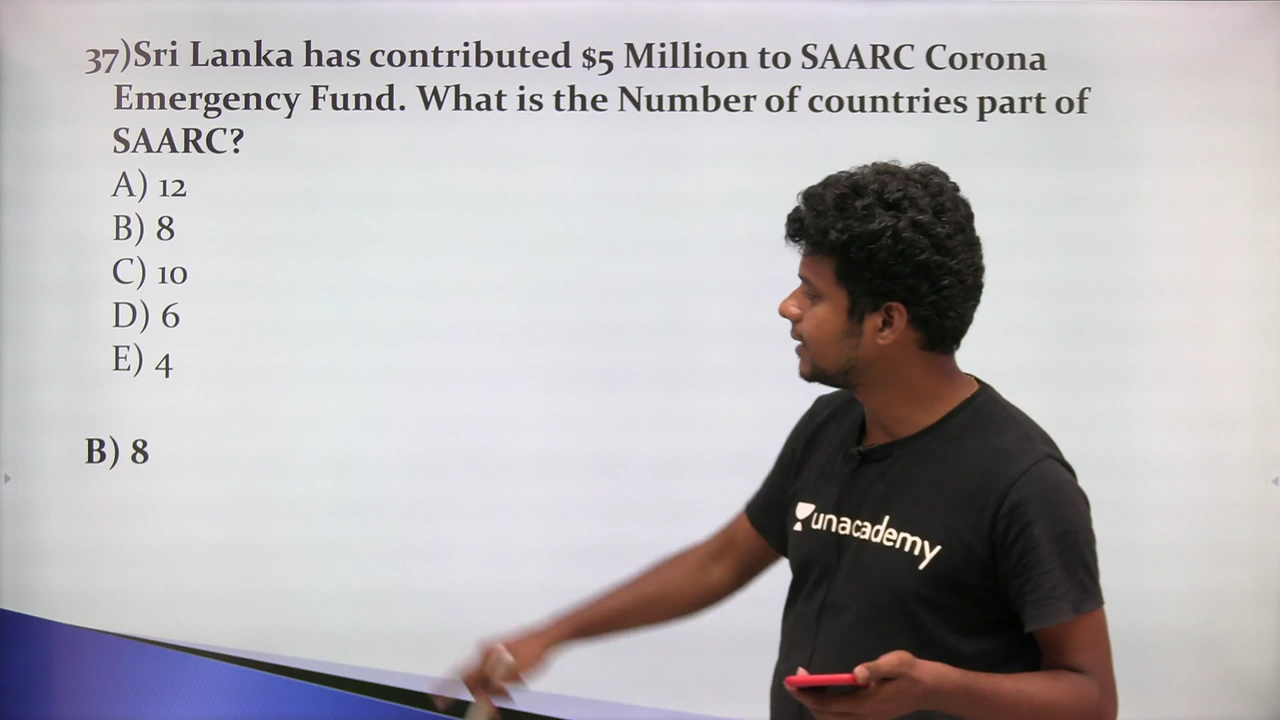 37)Sri Lanka has contributed $5 Million to SAARC Corona
Emergency Fund. What is the Number of countries part of
SAARC?
A) 12
B) 8
C) 10
D) 6
E) 4
B) 8
unacademy